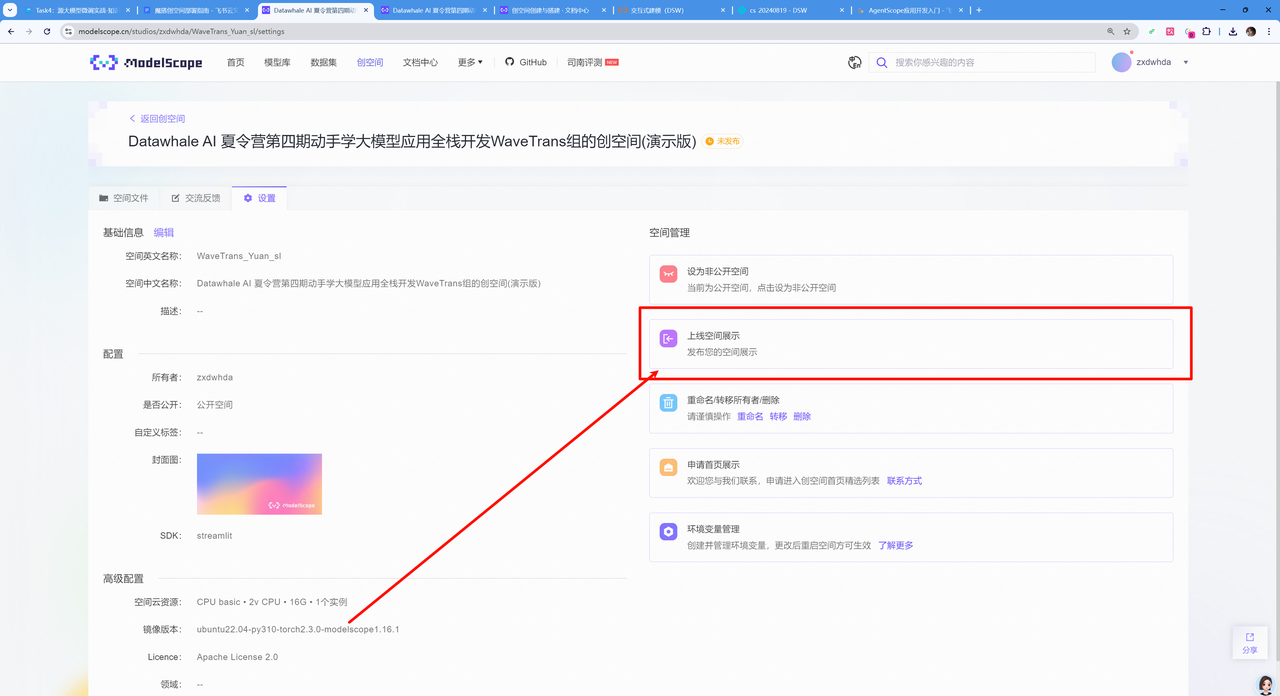 Task4：源大模型微调实战
魔搭创空间部署指南 - 飞书云
Datawhale AI 夏令营第四期动
Datawhale AI 夏令营第四期动
创空间创建与搭建 · 文档中心
交互式建模（DSW）
cs 20240819 - DSW
AgentScope应用开发入门 -
modelscope.cn/studios/zxdwhda/WaveTrans_Yuan_sl/settings
ModelScope
首页 模型库 数据集 创空间 文档中心 更多 GitHub 司南评测 NEW
搜索你感兴趣的内容
zxdwhda
返回创空间
Datawhale AI 夏令营第四期动手学大模型应用全栈开发WaveTrans组的创空间(演示版) 未发布
空间文件 交流反馈 设置
基础信息 编辑
空间英文名称： WaveTrans_Yuan_sl
空间中文名称： Datawhale AI 夏令营第四期动手学大模型应用全栈开发WaveTrans组的创空间(演示版)
描述： --
配置
所有者： zxdwhda
是否公开： 公开空间
自定义标签： --
封面图：
ModelScope
SDK: streamlit
高级配置
空间云资源： CPU basic • 2v CPU • 16G • 1个实例
镜像版本： ubuntu22.04-py310-torch2.3.0-modelscope1.16.1
Licence： Apache License 2.0
领域： --
空间管理
设为非公开空间
当前为公开空间，点击设为非公开空间
上线空间展示
发布您的空间展示
重命名/转移所有者/删除
请谨慎操作 重命名 转移 删除
申请首页展示
欢迎您与我们联系，申请进入创空间首页精选列表 联系方式
环境变量管理
创建并管理环境变量，更改后重启空间方可生效 了解更多
分享